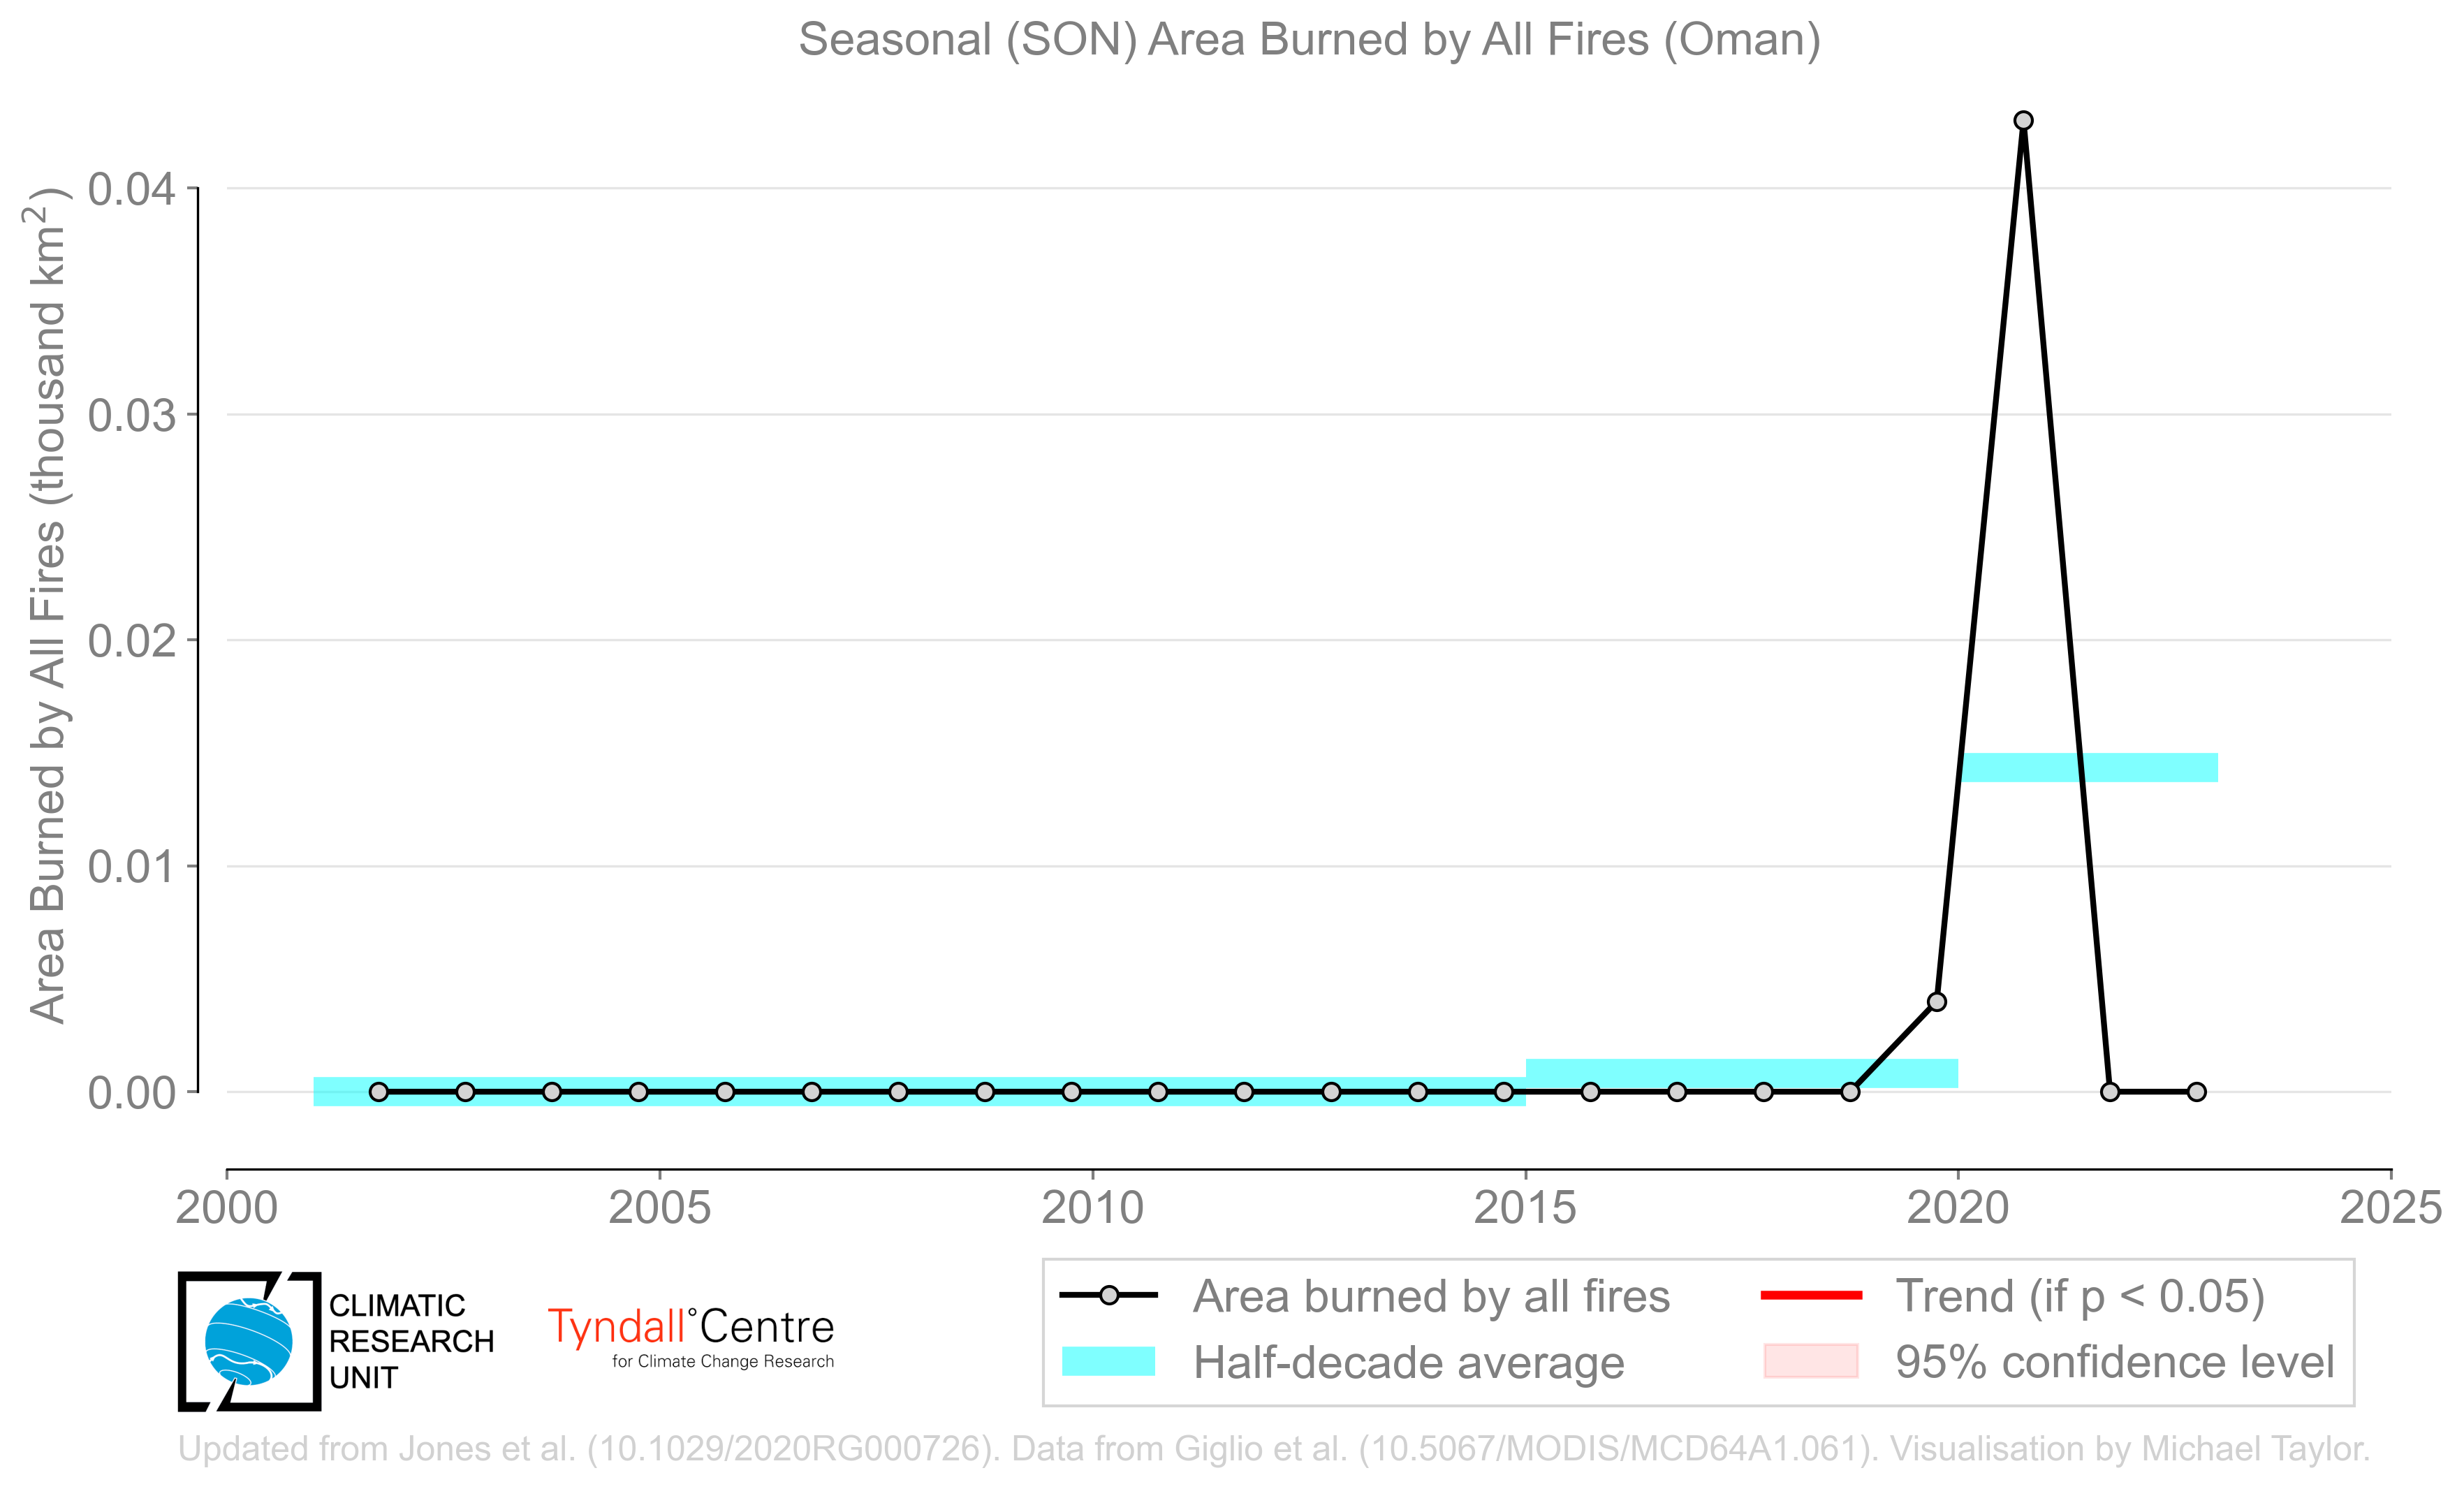 Seasonal (SON) Area Burned by All Fires (Oman)
Area Burned by All Fires (thousand km²)
0.04
0.03
0.02
0.01
0.00
2000 2005 2010 2015 2020 2025
CLIMATIC
RESEARCH
UNIT
Tyndall°Centre
for Climate Change Research
Area burned by all fires
Half-decade average
Trend (if p < 0.05)
95% confidence level
Updated from Jones et al. (10.1029/2020RG000726). Data from Giglio et al. (10.5067/MODIS/MCD64A1.061). Visualisation by Michael Taylor.